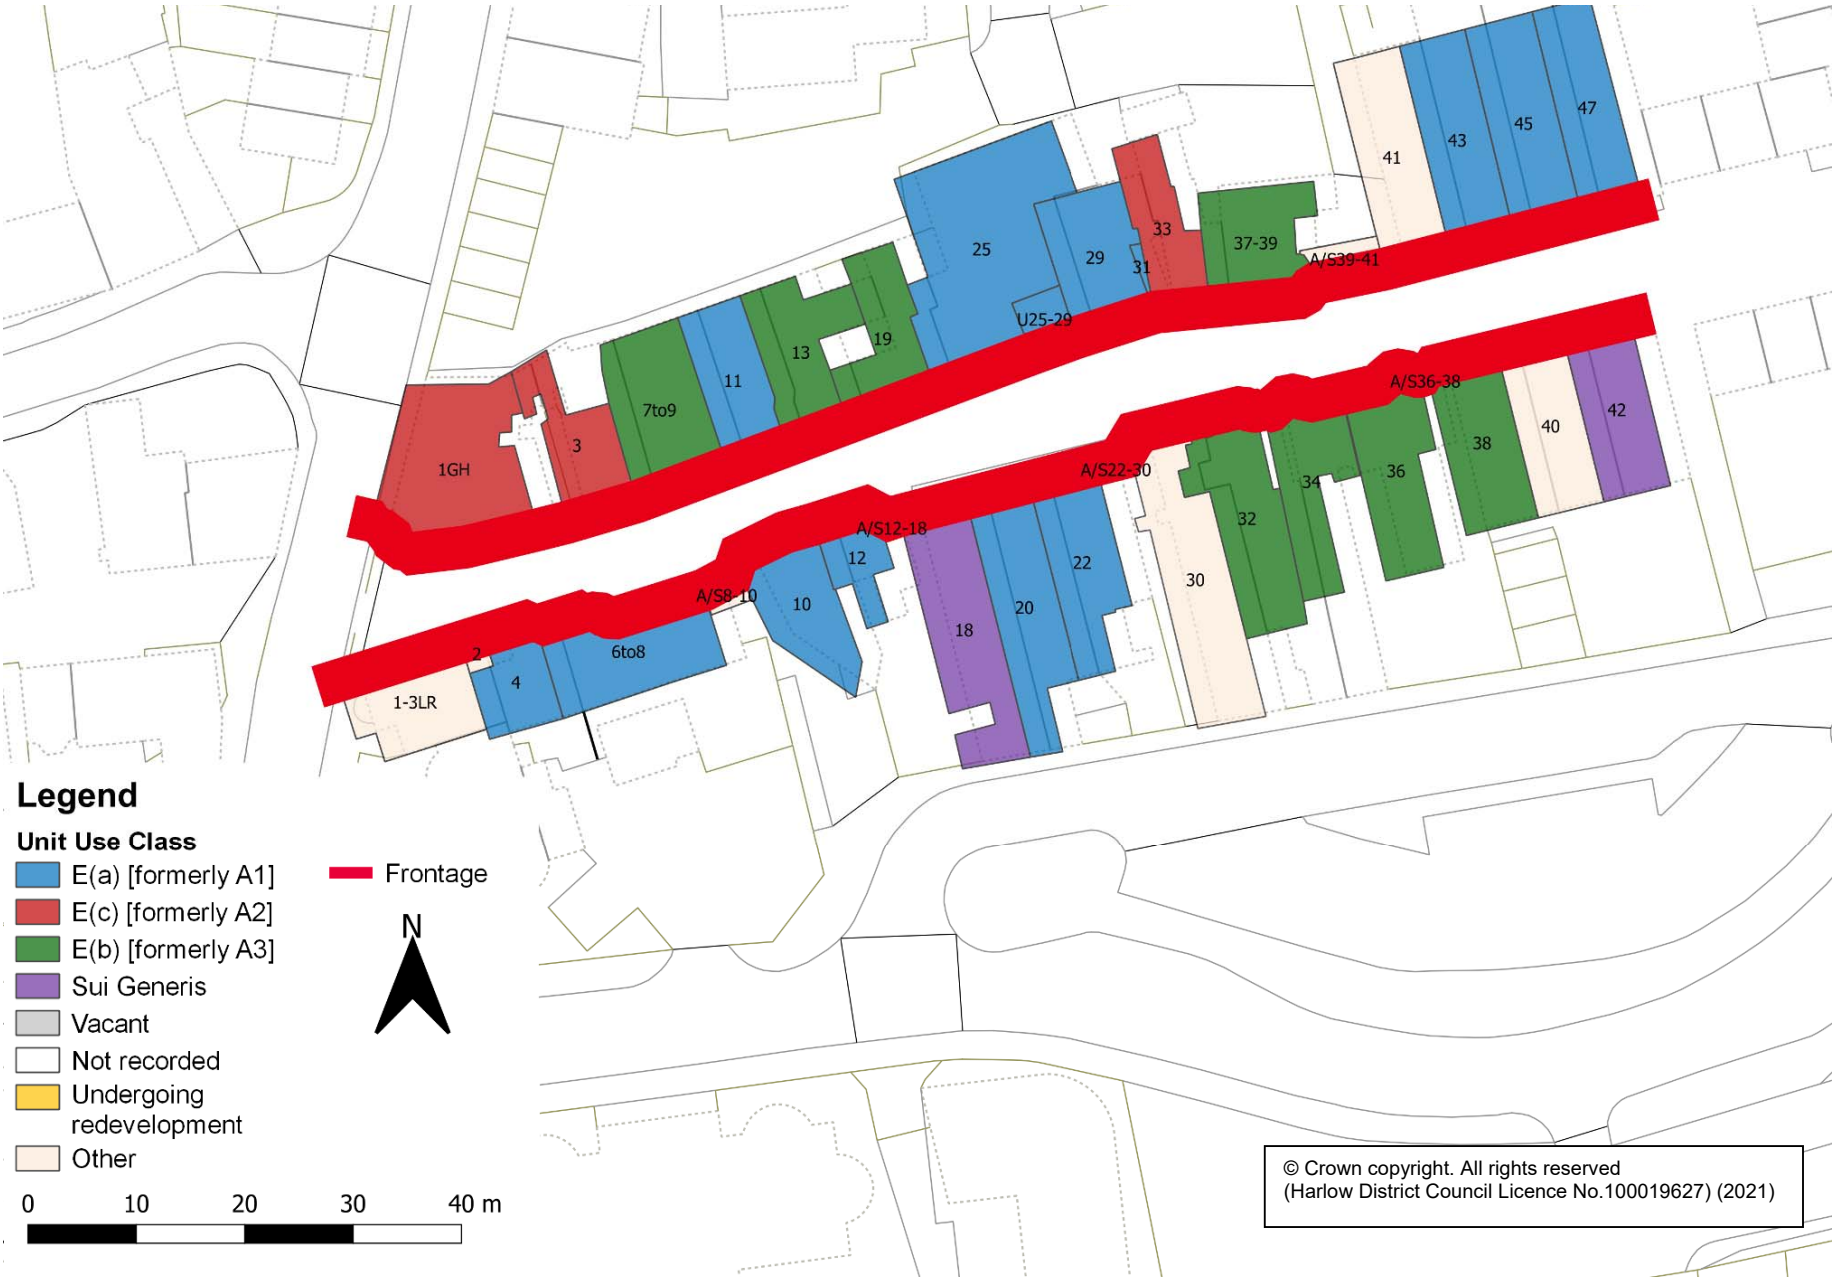 47
45
43
41
25
33
37-39
29
A/S39-41
31
U25-29
19
13
A/S36-38
11
7to9
42
40
38
3
1GH
A/S22-30
36
34
32
A/S12-18
12
22
30
A/S8-10
10
20
18
2
6to8
4
1-3LR
Legend
Unit Use Class
E(a) [formerly A1]
E(c) [formerly A2]
E(b) [formerly A3]
Sui Generis
Vacant
Not recorded
Undergoing
redevelopment
Other
Frontage
N
0 10 20 30 40 m
© Crown copyright. All rights reserved
(Harlow District Council Licence No.100019627) (2021)